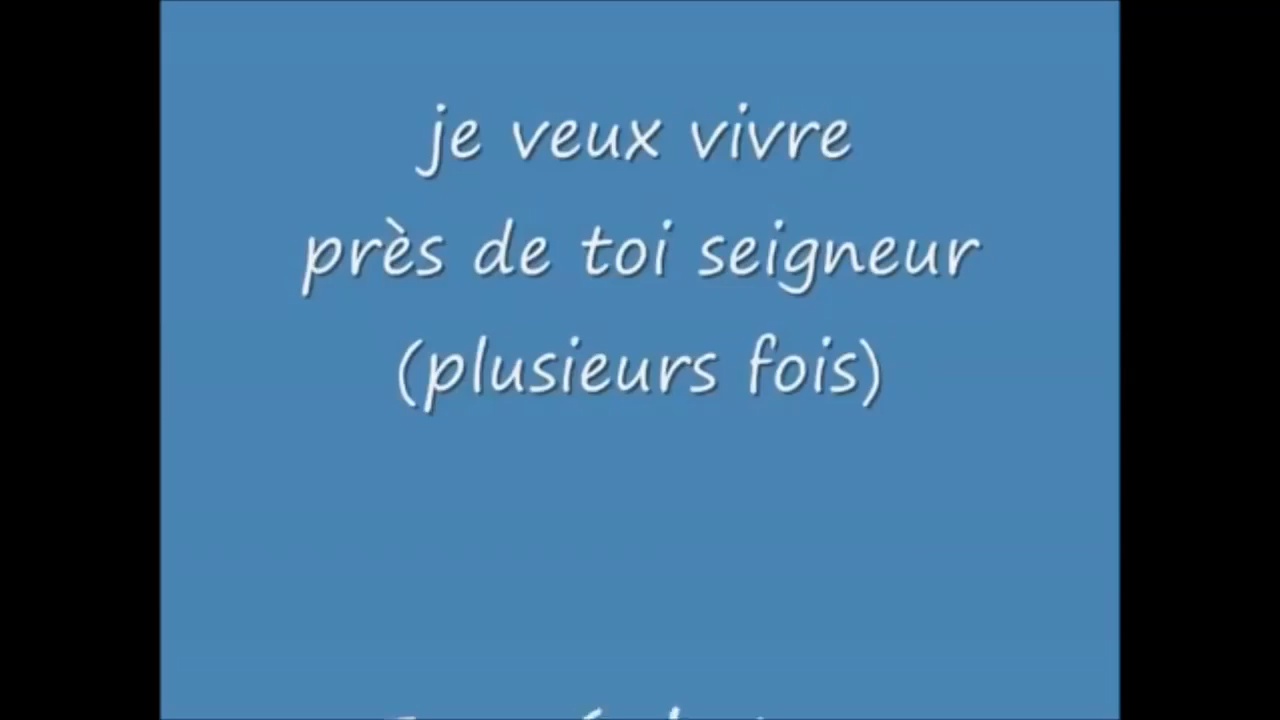 je veux vivre
près de toi seigneur
(plusieurs fois)